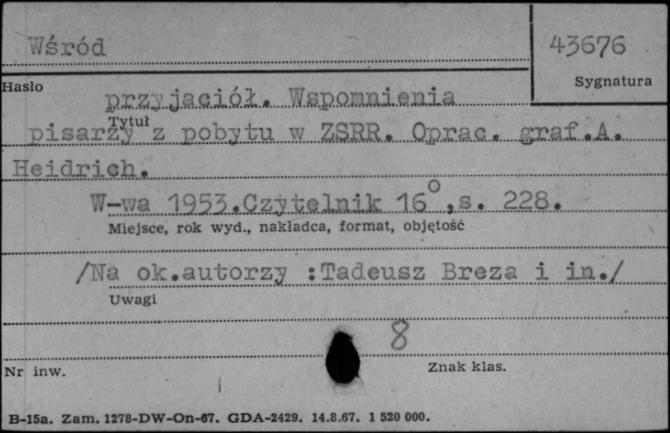 Wśród
43676
Hasło
Sygnatura
przyjaciół. Wspomnienia
Tytuł
pisarzy z pobytu w ZSRR. Oprac. graf.A.
Heidrich.
W-wa 1953.Czytelnik 16°,s. 228.
Miejsce, rok wyd., nakładca, format, objętość
/Na ok.autorzy :Tadeusz Breza i in./
Uwagi
8
Nr inw.
Znak klas.
B-15a. Zam. 1278-DW-On-67. GDA-2429. 14.8.67. 1 520 000.